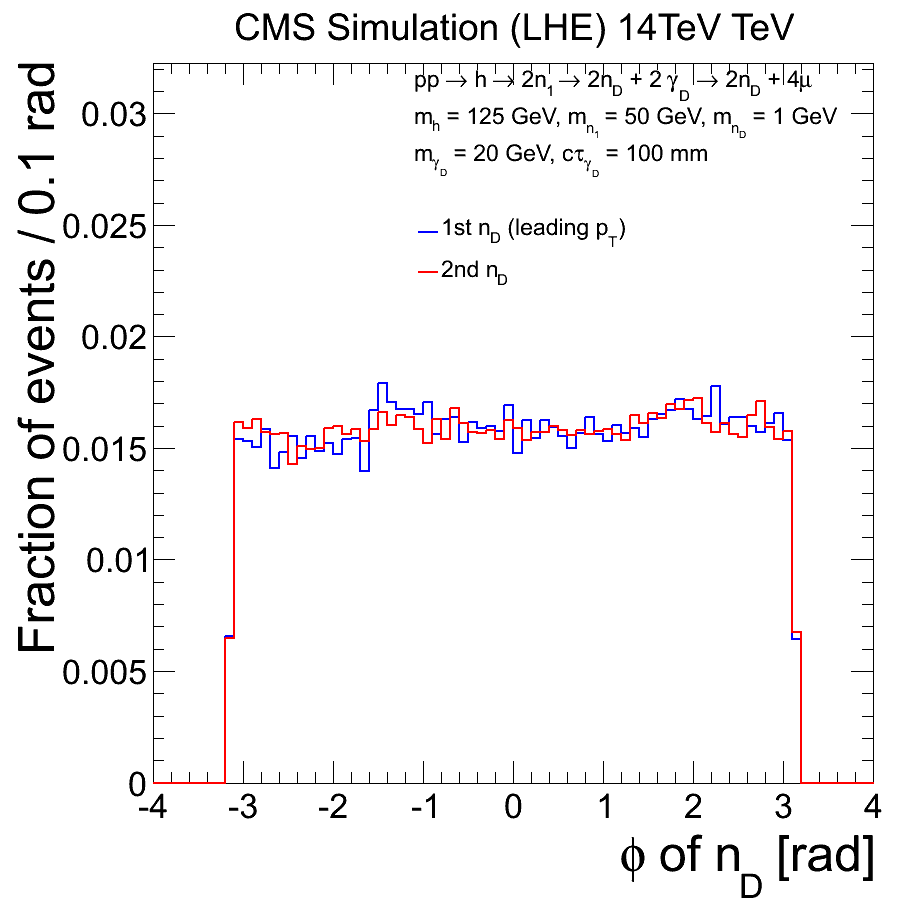 CMS Simulation (LHE) 14TeV TeV
pp → h → 2n1 → 2nD + 2 γD → 2nD + 4μ
mh = 125 GeV, mn1 = 50 GeV, mnD = 1 GeV
mγD = 20 GeV, cτγD = 100 mm
1st nD (leading pT)
2nd nD
Fraction of events / 0.1 rad
0.03
0.025
0.02
0.015
0.01
0.005
0
-4 -3 -2 -1 0 1 2 3 4
ϕ of nD [rad]